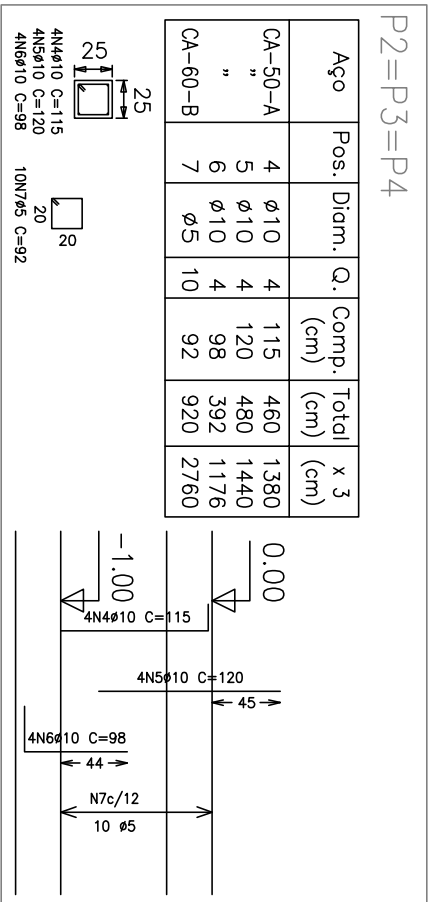 P2=P3=P4
Aço Pos. Diam. Q. Comp. (cm) Total (cm) x 3 (cm)
CA-50-A 4 ø10 4 115 460 1380
" 5 ø10 4 120 480 1440
" 6 ø10 4 98 392 1176
CA-60-B 7 ø5 10 92 920 2760
25
25
4N4ø10 C=115
4N5ø10 C=120
4N6ø10 C=98
20
20
10N7ø5 C=92
0.00
-1.00
4N4ø10 C=115
4N5ø10 C=120
45
4N6ø10 C=98
44
N7c/12
10 ø5